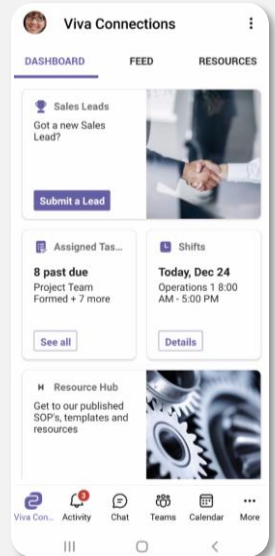 Viva Connections
DASHBOARD
FEED
RESOURCES
Sales Leads
Got a new Sales
Lead?
Submit a Lead
Assigned Tas...
8 past due
Project Team
Formed + 7 more
See all
Shifts
Today, Dec 24
Operations 1 8:00
AM - 5:00 PM
Details
H Resource Hub
Get to our published
SOP's, templates and
resources
3
Viva Con...
Activity
Chat
Teams
Calendar
More